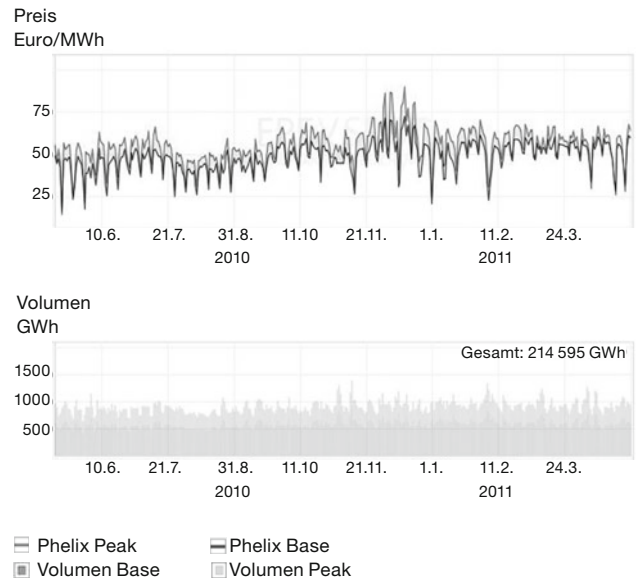 Preis
Euro/MWh
75
50
25
10.6. 21.7. 31.8. 11.10 21.11. 1.1. 11.2. 24.3.
2010 2011
Volumen
GWh
Gesamt: 214 595 GWh
1500
1000
500
10.6. 21.7. 31.8. 11.10 21.11. 1.1. 11.2. 24.3.
2010 2011
Phelix Peak Phelix Base
Volumen Base Volumen Peak